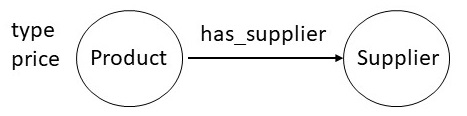 type
price
Product
has_supplier
Supplier